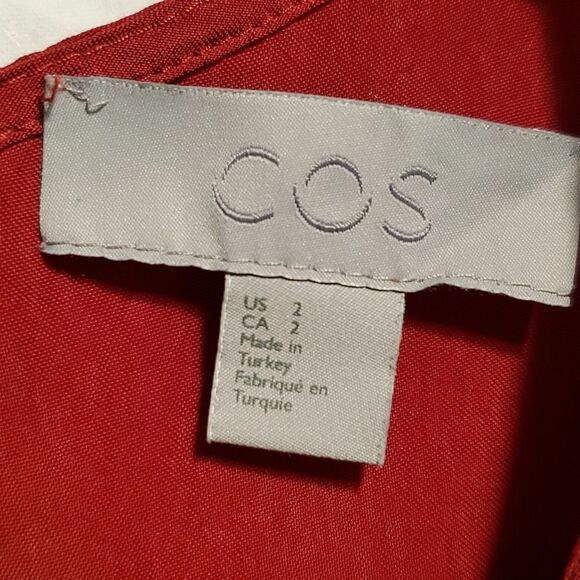 COS
US 2
CA 2
Made in
Turkey
Fabriqué en
Turquie